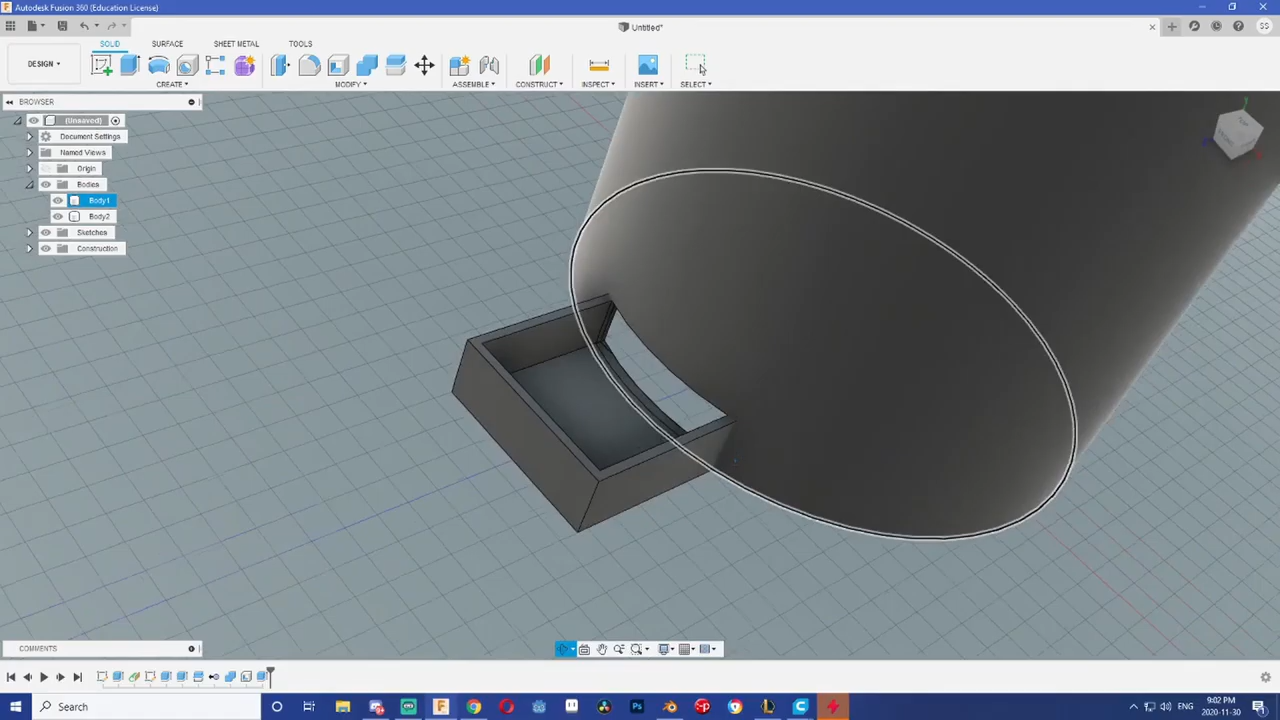 Autodesk Fusion 360 (Education License)
Untitled*
SS
DESIGN
SOLID
SURFACE
SHEET METAL
TOOLS
CREATE
MODIFY
ASSEMBLE
CONSTRUCT
INSPECT
INSERT
SELECT
BROWSER
(Unsaved)
Document Settings
Named Views
Origin
Bodies
Body1
Body2
Sketches
Construction
COMMENTS
Search
ENG
9:02 PM
2020-11-30